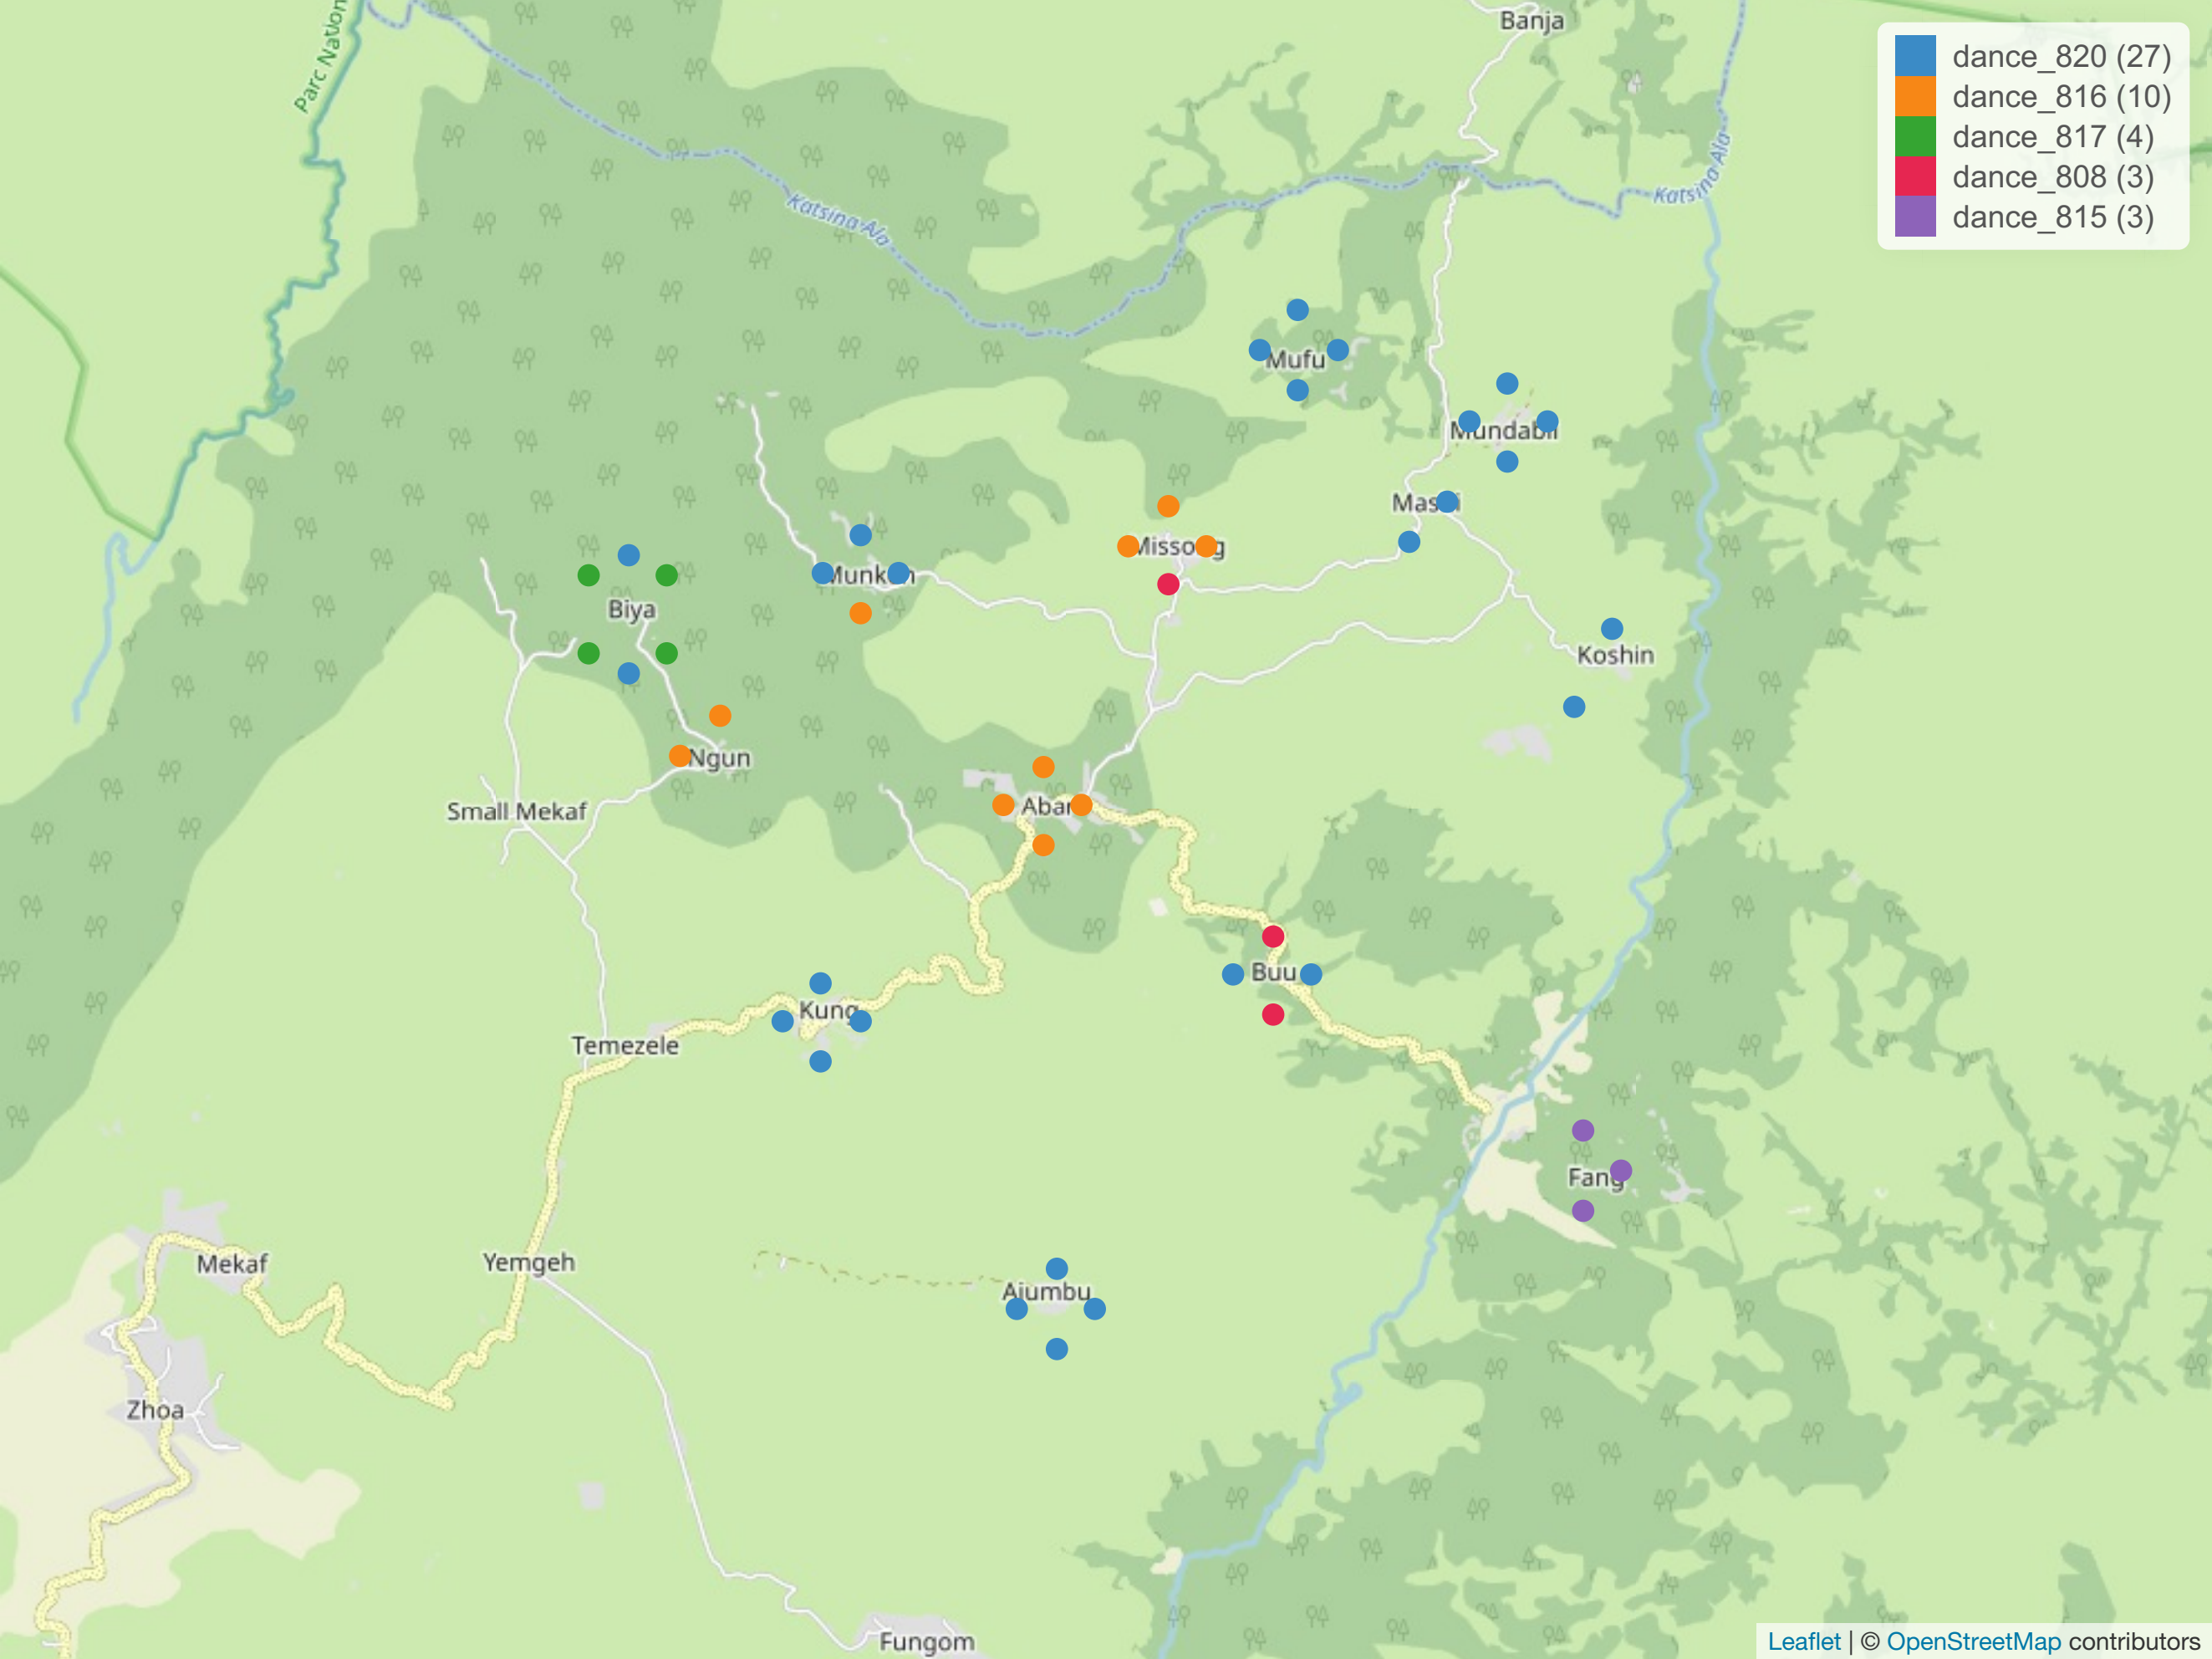 Banja
Parc Nation
dance_820 (27)
dance_816 (10)
dance_817 (4)
dance_808 (3)
dance_815 (3)
Katsina-Ala
Katsina Ala
Mufu
Mundabli
Missong
Munken
Biya
Koshin
Ngun
Small Mekaf
Abar
Buu
Kung
Temezele
Fang
Mekaf
Yemgeh
Ajumbu
Zhoa
Fungom
Leaflet | © OpenStreetMap contributors